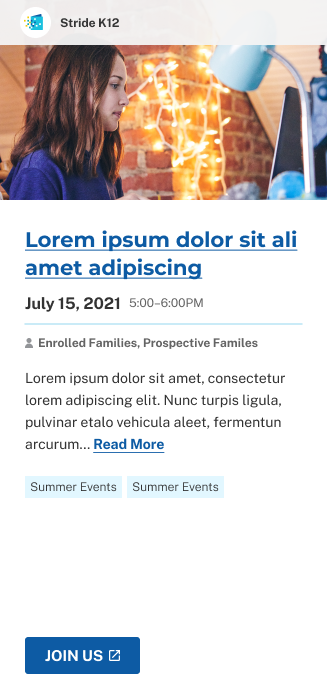 Stride K12
Lorem ipsum dolor sit ali
amet adipiscing
July 15, 2021 5:00–6:00PM
Enrolled Families, Prospective Familes
Lorem ipsum dolor sit amet, consectetur
lorem adipiscing elit. Nunc turpis ligula,
pulvinar etalo vehicula aleet, fermentun
arcurum... Read More
Summer Events Summer Events
JOIN US